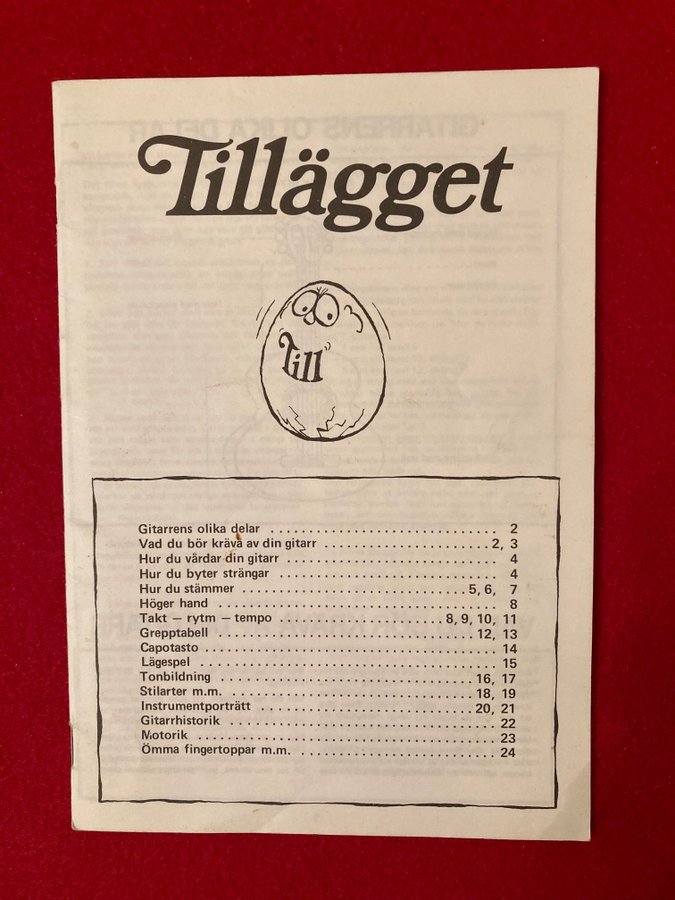 Tillägget
Till
Gitarrens olika delar .............................. 2
Vad du bör kräva av din gitarr ...................... 2, 3
Hur du vårdar din gitarr ............................ 4
Hur du byter strängar ............................ 4
Hur du stämmer .............................. 5, 6, 7
Höger hand .................................... 8
Takt – rytm – tempo ...................... 8, 9, 10, 11
Grepptabell .................................. 12, 13
Capotasto ...................................... 14
Lägespel ...................................... 15
Tonbildning .................................. 16, 17
Stilarter m.m. ................................ 18, 19
Instrumentporträtt ............................ 20, 21
Gitarrhistorik .................................. 22
Motorik ...................................... 23
Ömma fingertoppar m.m. .......................... 24